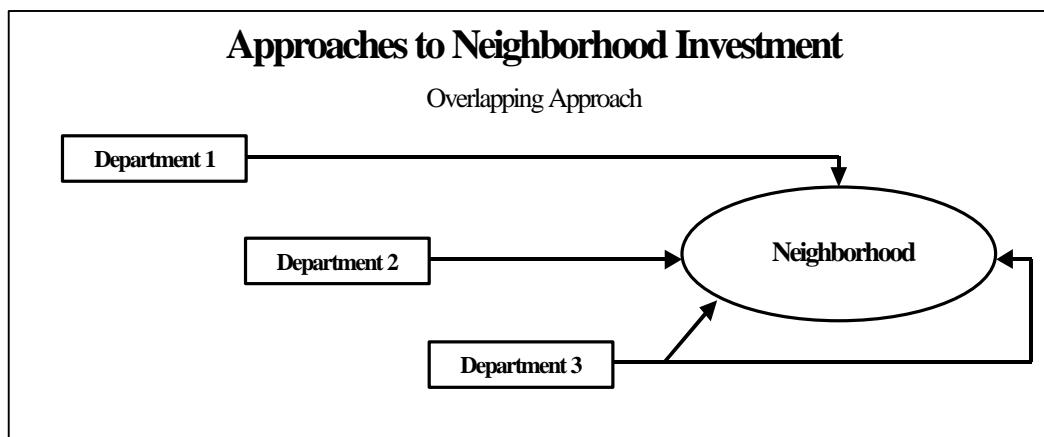 Approaches to Neighborhood Investment
Overlapping Approach
Department 1
Neighborhood
Department 2
Department 3